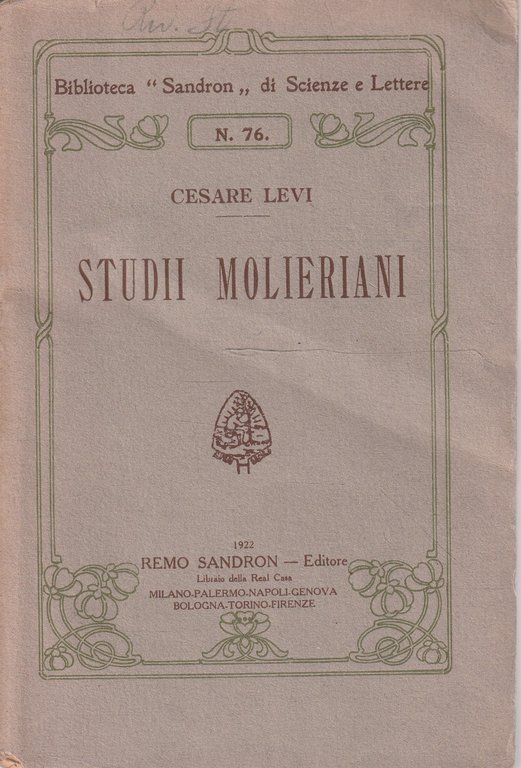 Biblioteca “ Sandron „ di Scienze e Lettere
N. 76.
CESARE LEVI
STUDII MOLIERIANI
1922
REMO SANDRON — Editore
Libraio della Real Casa
MILANO-PALERMO-NAPOLI-GENOVA
BOLOGNA-TORINO-FIRENZE